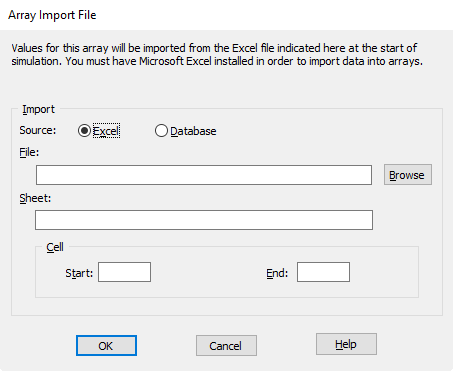 Array Import File
Values for this array will be imported from the Excel file indicated here at the start of
simulation. You must have Microsoft Excel installed in order to import data into arrays.
Import
Source: Excel Database
File:
Browse
Sheet:
Cell
Start: End:
OK Cancel Help